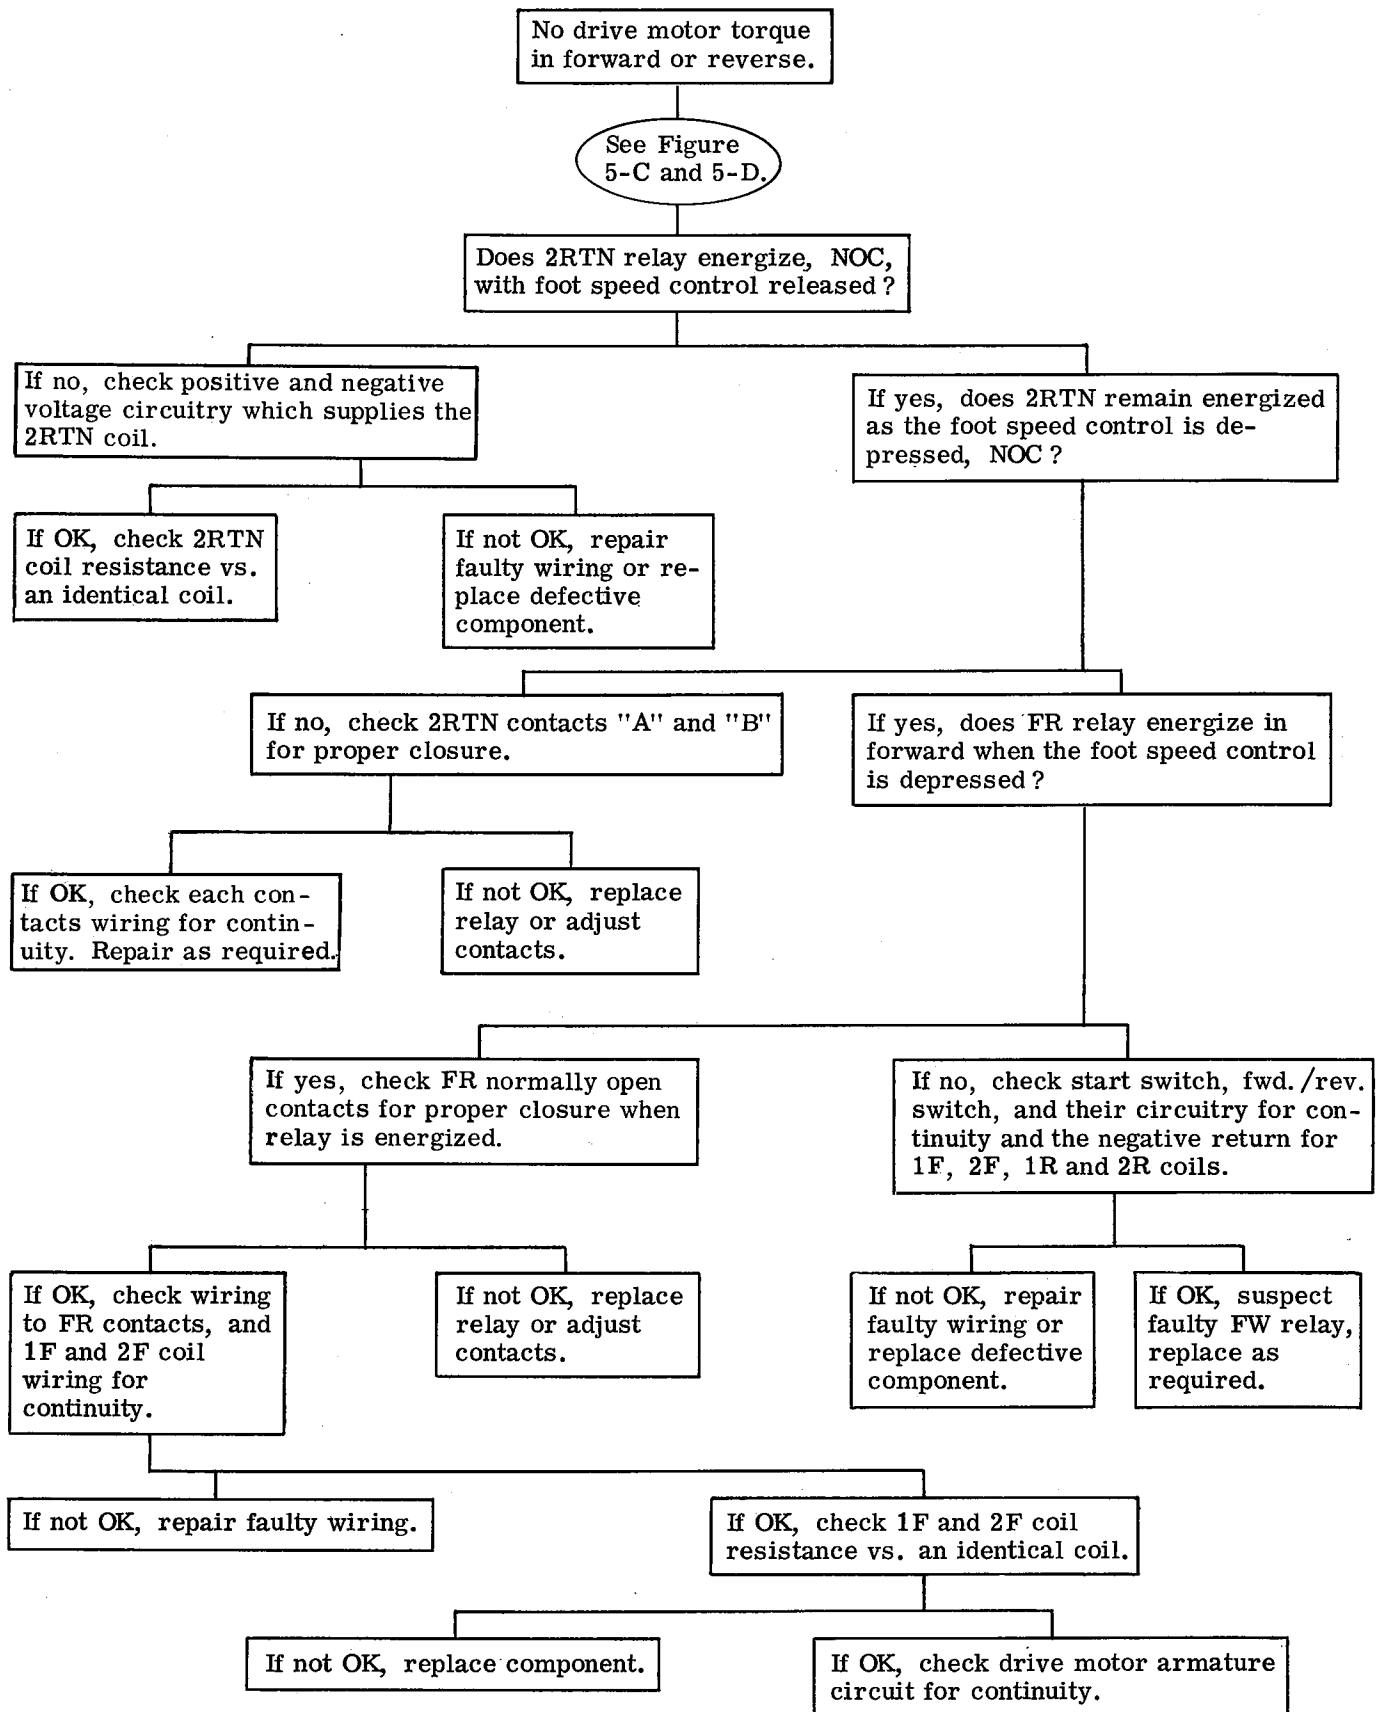 No drive motor torque
in forward or reverse.
See Figure
5-C and 5-D.
Does 2RTN relay energize, NOC,
with foot speed control released?
If no, check positive and negative
voltage circuitry which supplies the
2RTN coil.
If yes, does 2RTN remain energized
as the foot speed control is de-
pressed, NOC?
If OK, check 2RTN
coil resistance vs.
an identical coil.
If not OK, repair
faulty wiring or re-
place defective
component.
If no, check 2RTN contacts "A" and "B"
for proper closure.
If yes, does FR relay energize in
forward when the foot speed control
is depressed?
If OK, check each con-
tacts wiring for contin-
uity. Repair as required.
If not OK, replace
relay or adjust
contacts.
If yes, check FR normally open
contacts for proper closure when
relay is energized.
If no, check start switch, fwd./rev.
switch, and their circuitry for con-
tinuity and the negative return for
1F, 2F, 1R and 2R coils.
If OK, check wiring
to FR contacts, and
1F and 2F coil
wiring for
continuity.
If not OK, replace
relay or adjust
contacts.
If not OK, repair
faulty wiring or
replace defective
component.
If OK, suspect
faulty FW relay,
replace as
required.
If not OK, repair faulty wiring.
If OK, check 1F and 2F coil
resistance vs. an identical coil.
If not OK, replace component.
If OK, check drive motor armature
circuit for continuity.